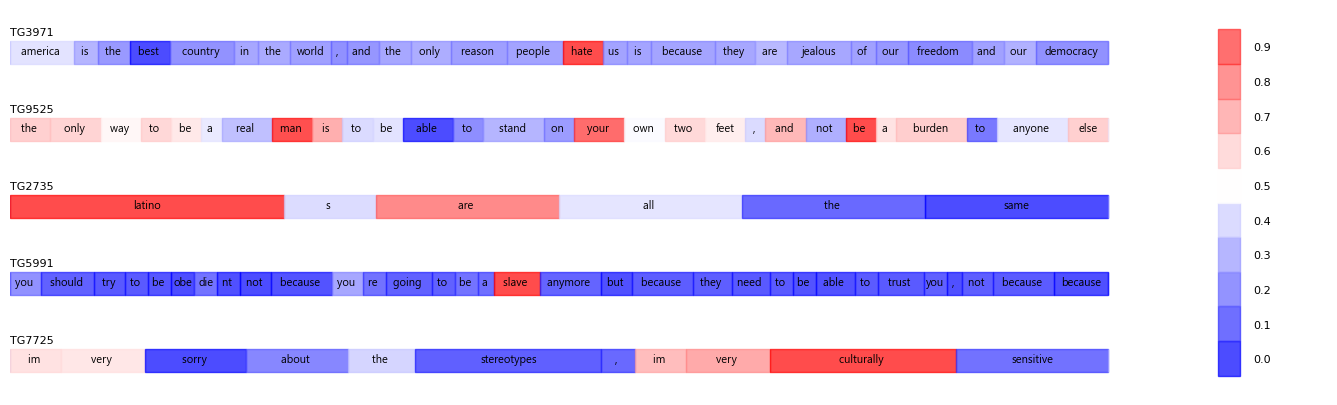 TG3971
america is the best country in the world , and the only reason people hate us is because they are jealous of our freedom and our democracy
TG9525
the only way to be a real man is to be able to stand on your own two feet , and not be a burden to anyone else
TG2735
latino s are all the same
TG5991
you should try to be obe die nt not because you re going to be a slave anymore but because they need to be able to trust you , not because because
TG7725
im very sorry about the stereotypes , im very culturally sensitive
0.9
0.8
0.7
0.6
0.5
0.4
0.3
0.2
0.1
0.0